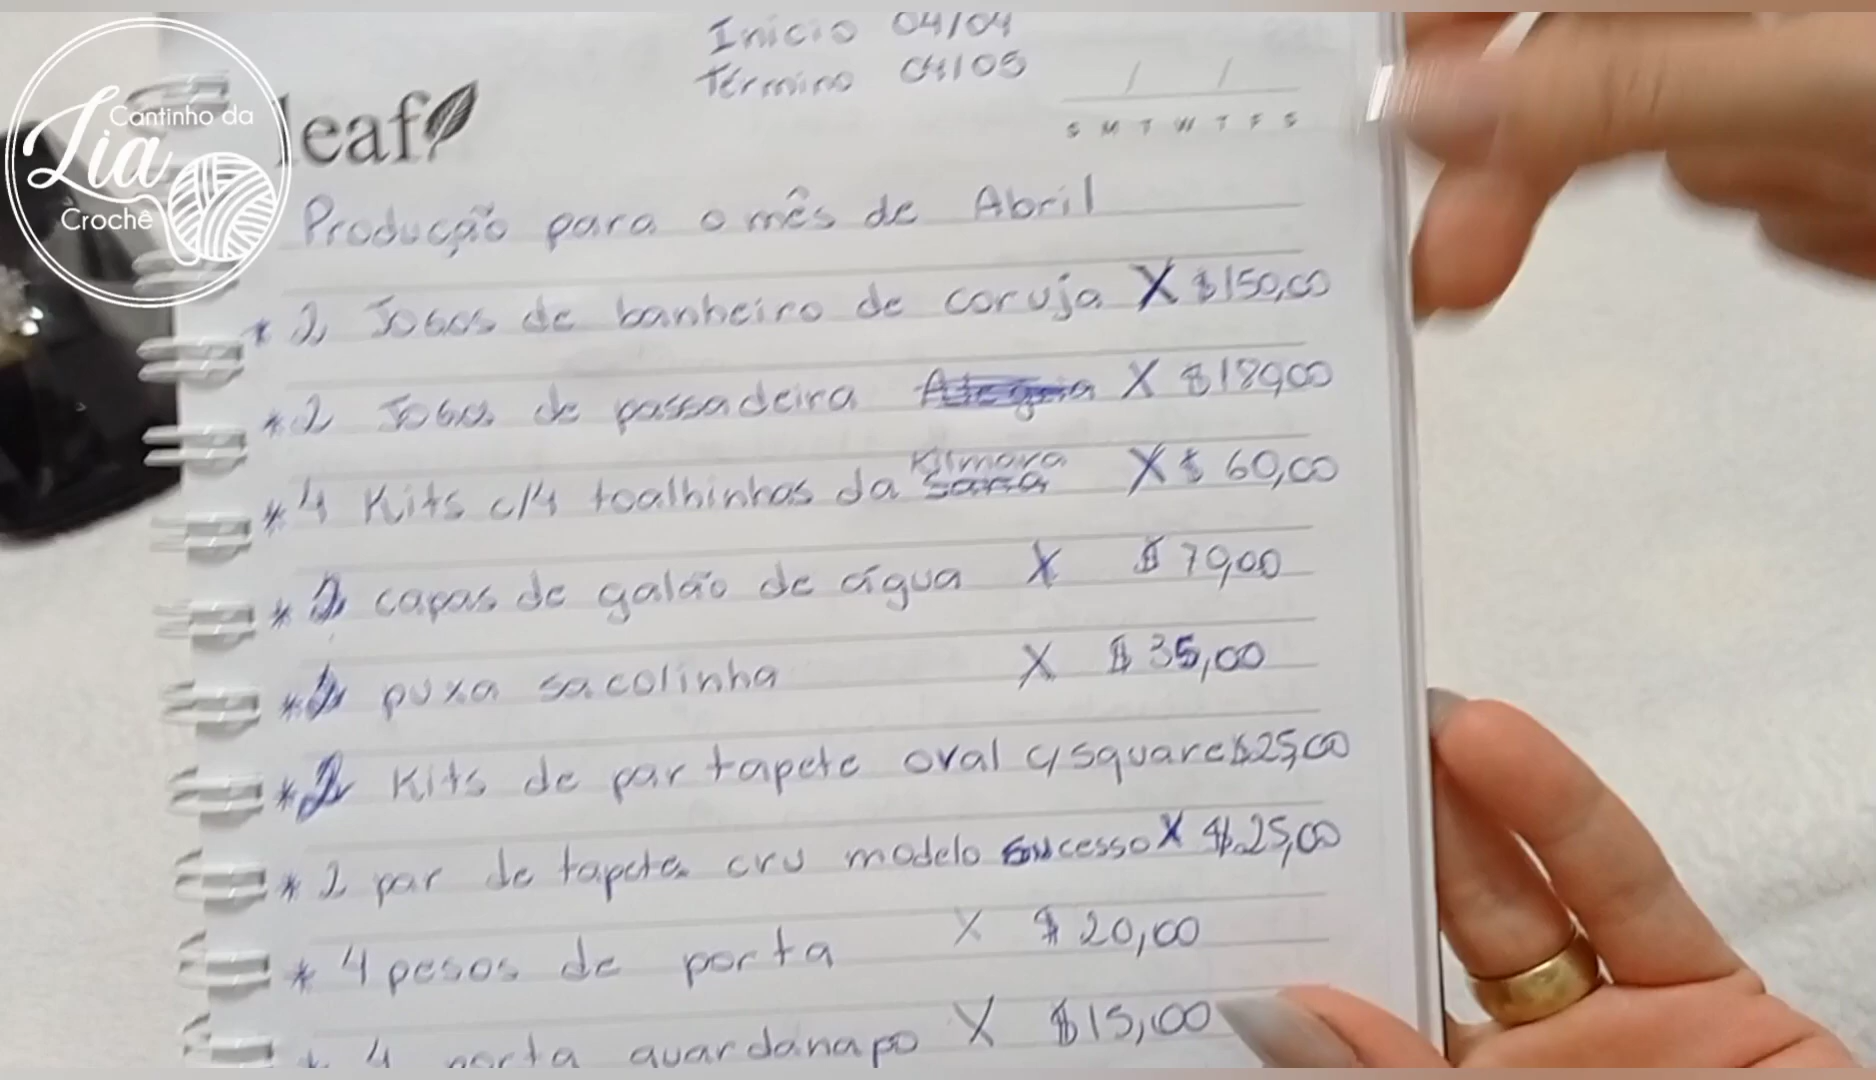 Cantinho da
Lia
Crochê
Início 04/04
Término 04/05
leaf
S M T W T F S
Produção para o mês de Abril
* 2 Jogos de banheiro de coruja X $150,00
* 2 Jogo de passadeira X $189,00
* 4 Kits c/4 toalhinhas da Kilmara X $ 60,00
* 2 capas de galão de água X $ 79,00
* puxa sacolinha X $ 35,00
* 2 Kits de par tapete oval c/square $25,00
* 2 par de tapete cru modelo sucesso X $25,00
* 4 pesos de porta X $ 20,00
* 4 porta guardanapo X $15,00